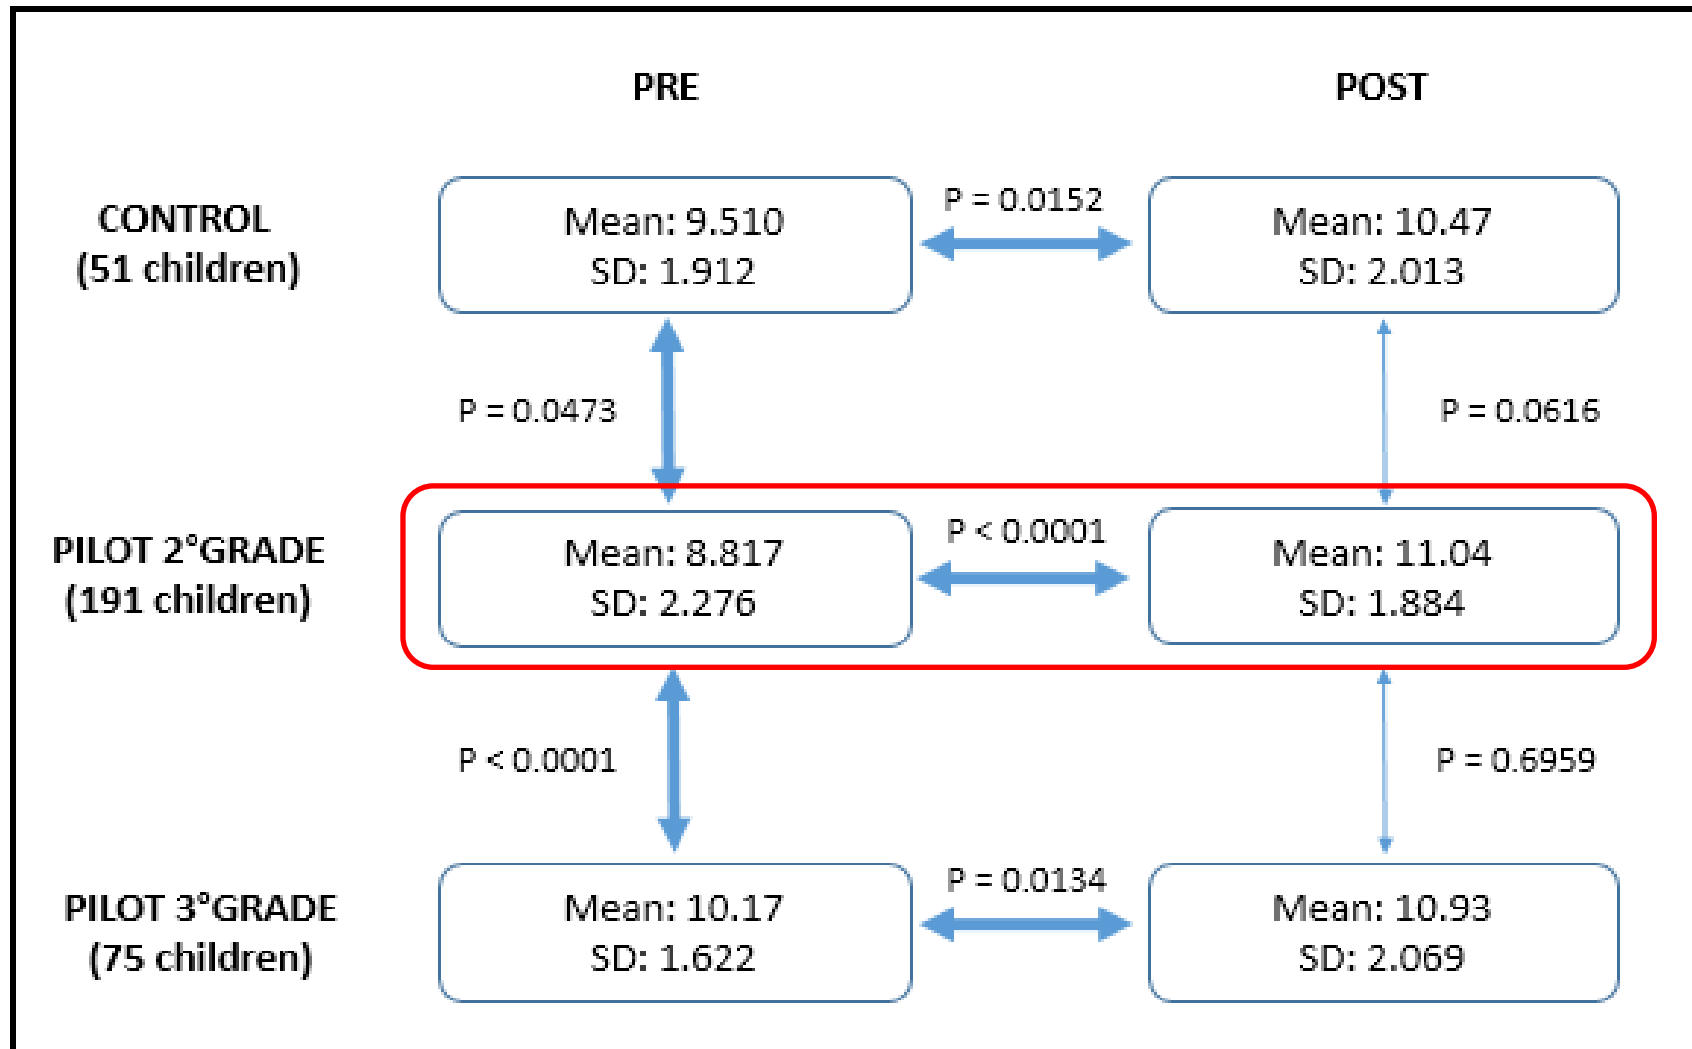 PRE
POST
CONTROL
(51 children)
Mean: 9.510
SD: 1.912
P = 0.0152
Mean: 10.47
SD: 2.013
P = 0.0473
P = 0.0616
PILOT 2°GRADE
(191 children)
Mean: 8.817
SD: 2.276
P < 0.0001
Mean: 11.04
SD: 1.884
P < 0.0001
P = 0.6959
PILOT 3°GRADE
(75 children)
Mean: 10.17
SD: 1.622
P = 0.0134
Mean: 10.93
SD: 2.069